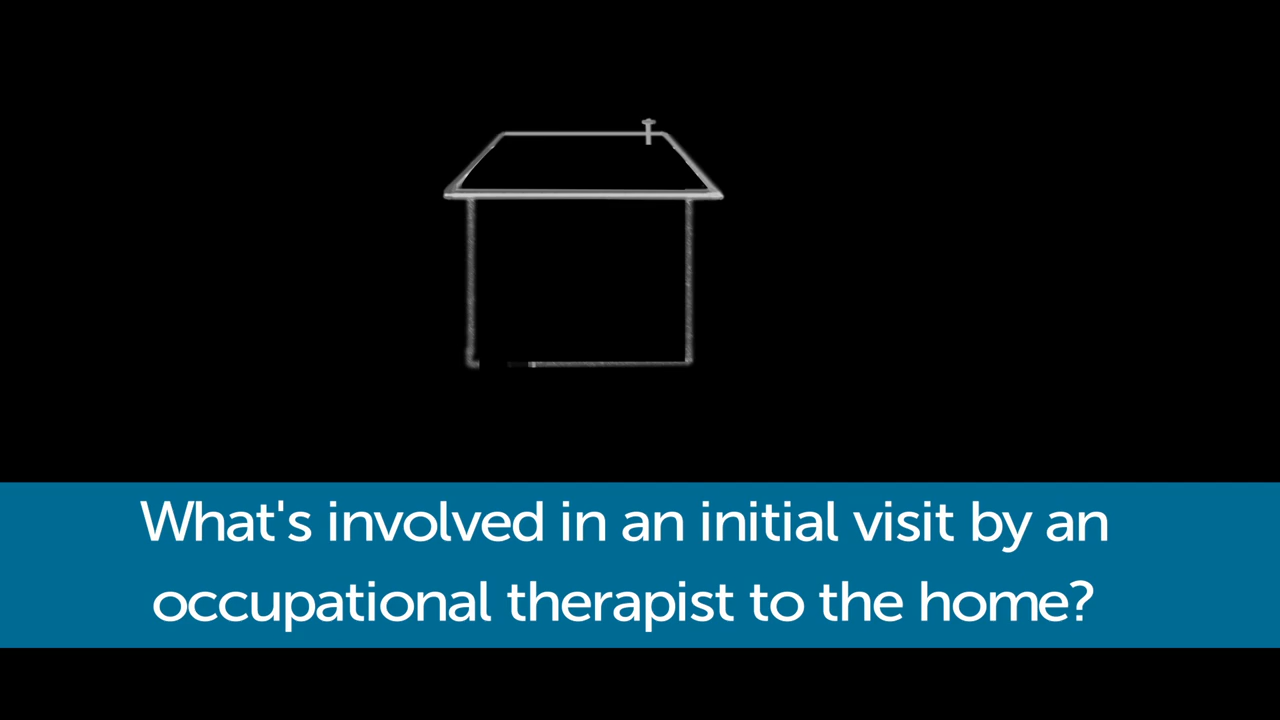 What's involved in an initial visit by an
occupational therapist to the home?